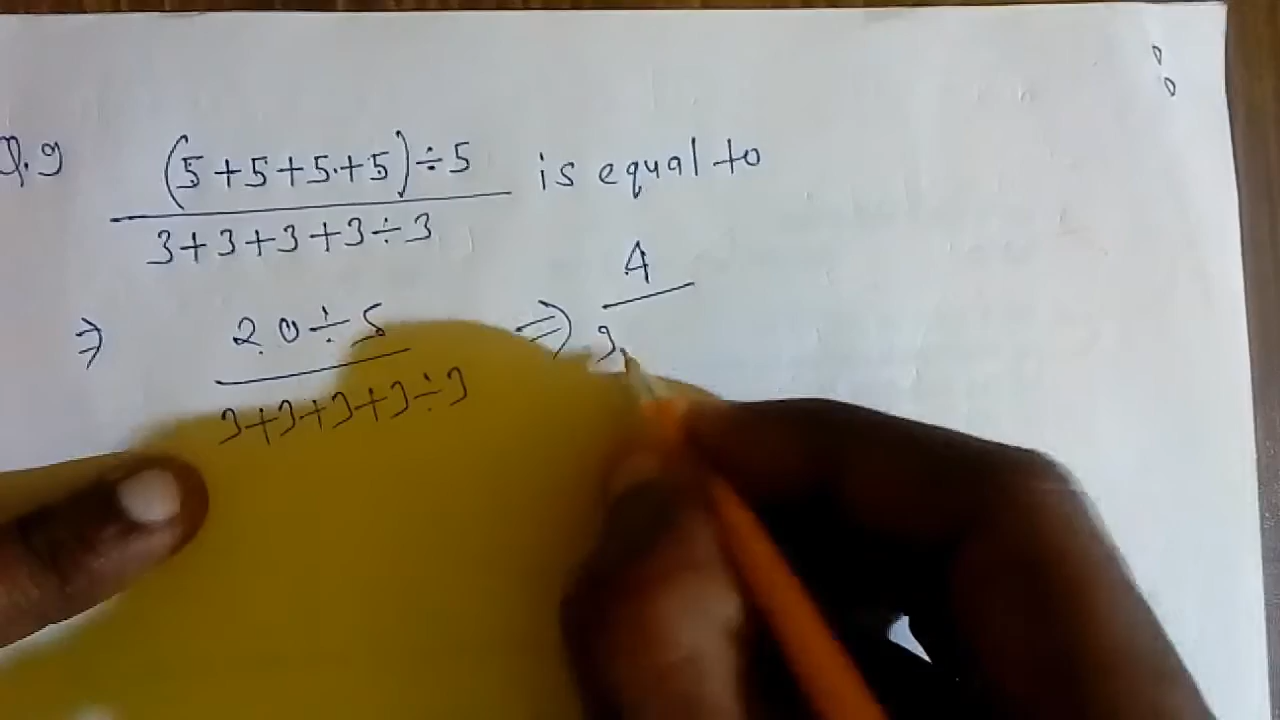 Q.9 (5+5+5+5)÷5 is equal to
3+3+3+3÷3
⇒ 20÷5 ⇒ 4
3+3+3+3÷3 3